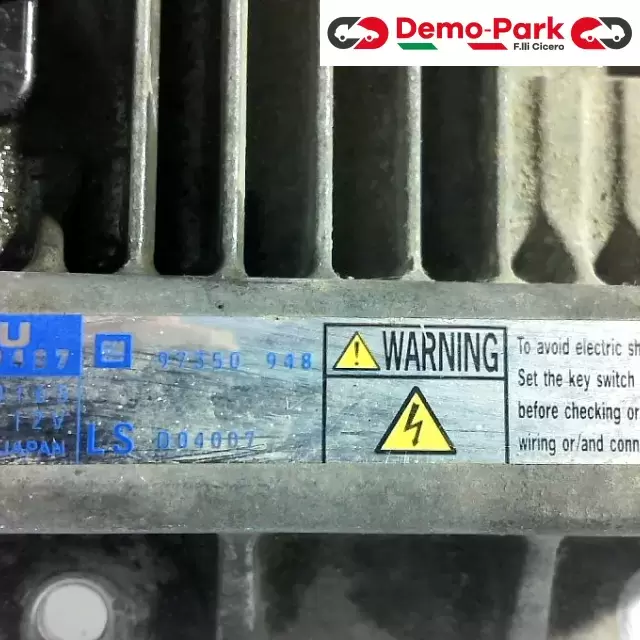 Demo-Park
F.lli Cicero
U
97350 948
12V
JAPAN
LS D04007
WARNING
To avoid electric sh
Set the key switch
before checking or
wiring or/and conn